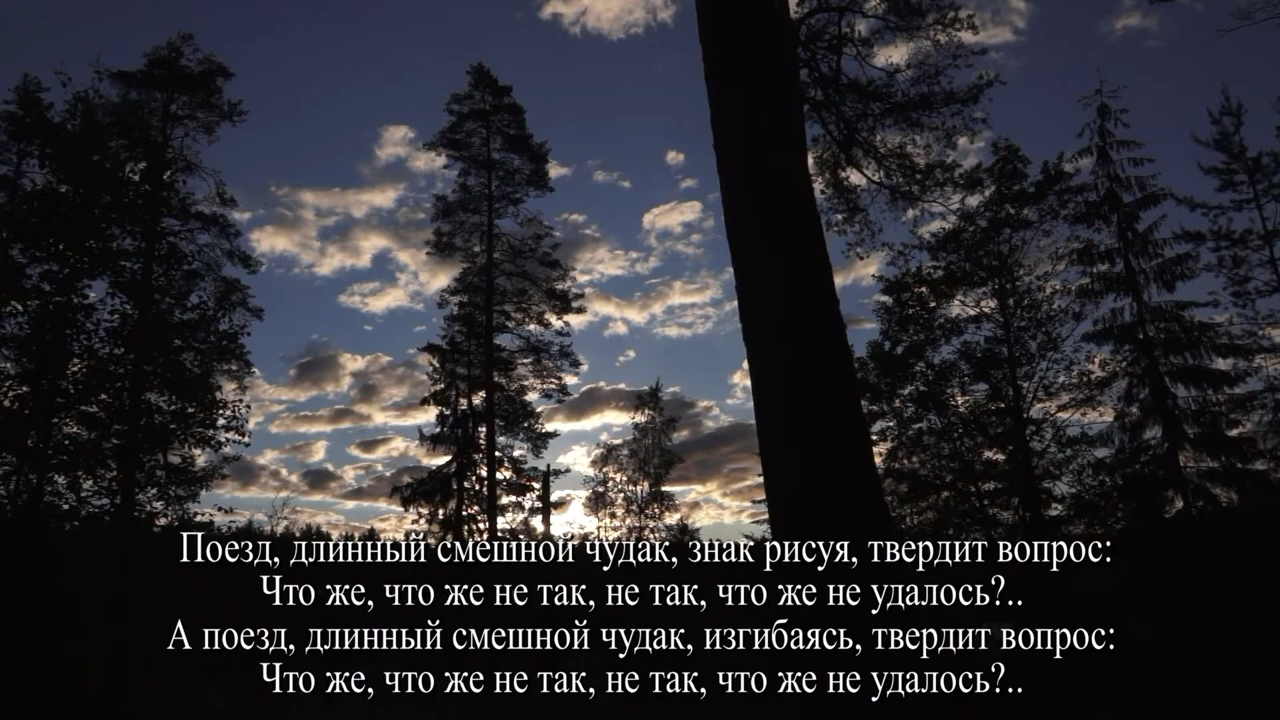 Поезд, длинный смешной чудак, знак рисуя, твердит вопрос:
Что же, что же не так, не так, что же не удалось?..
А поезд, длинный смешной чудак, изгибаясь, твердит вопрос:
Что же, что же не так, не так, что же не удалось?..